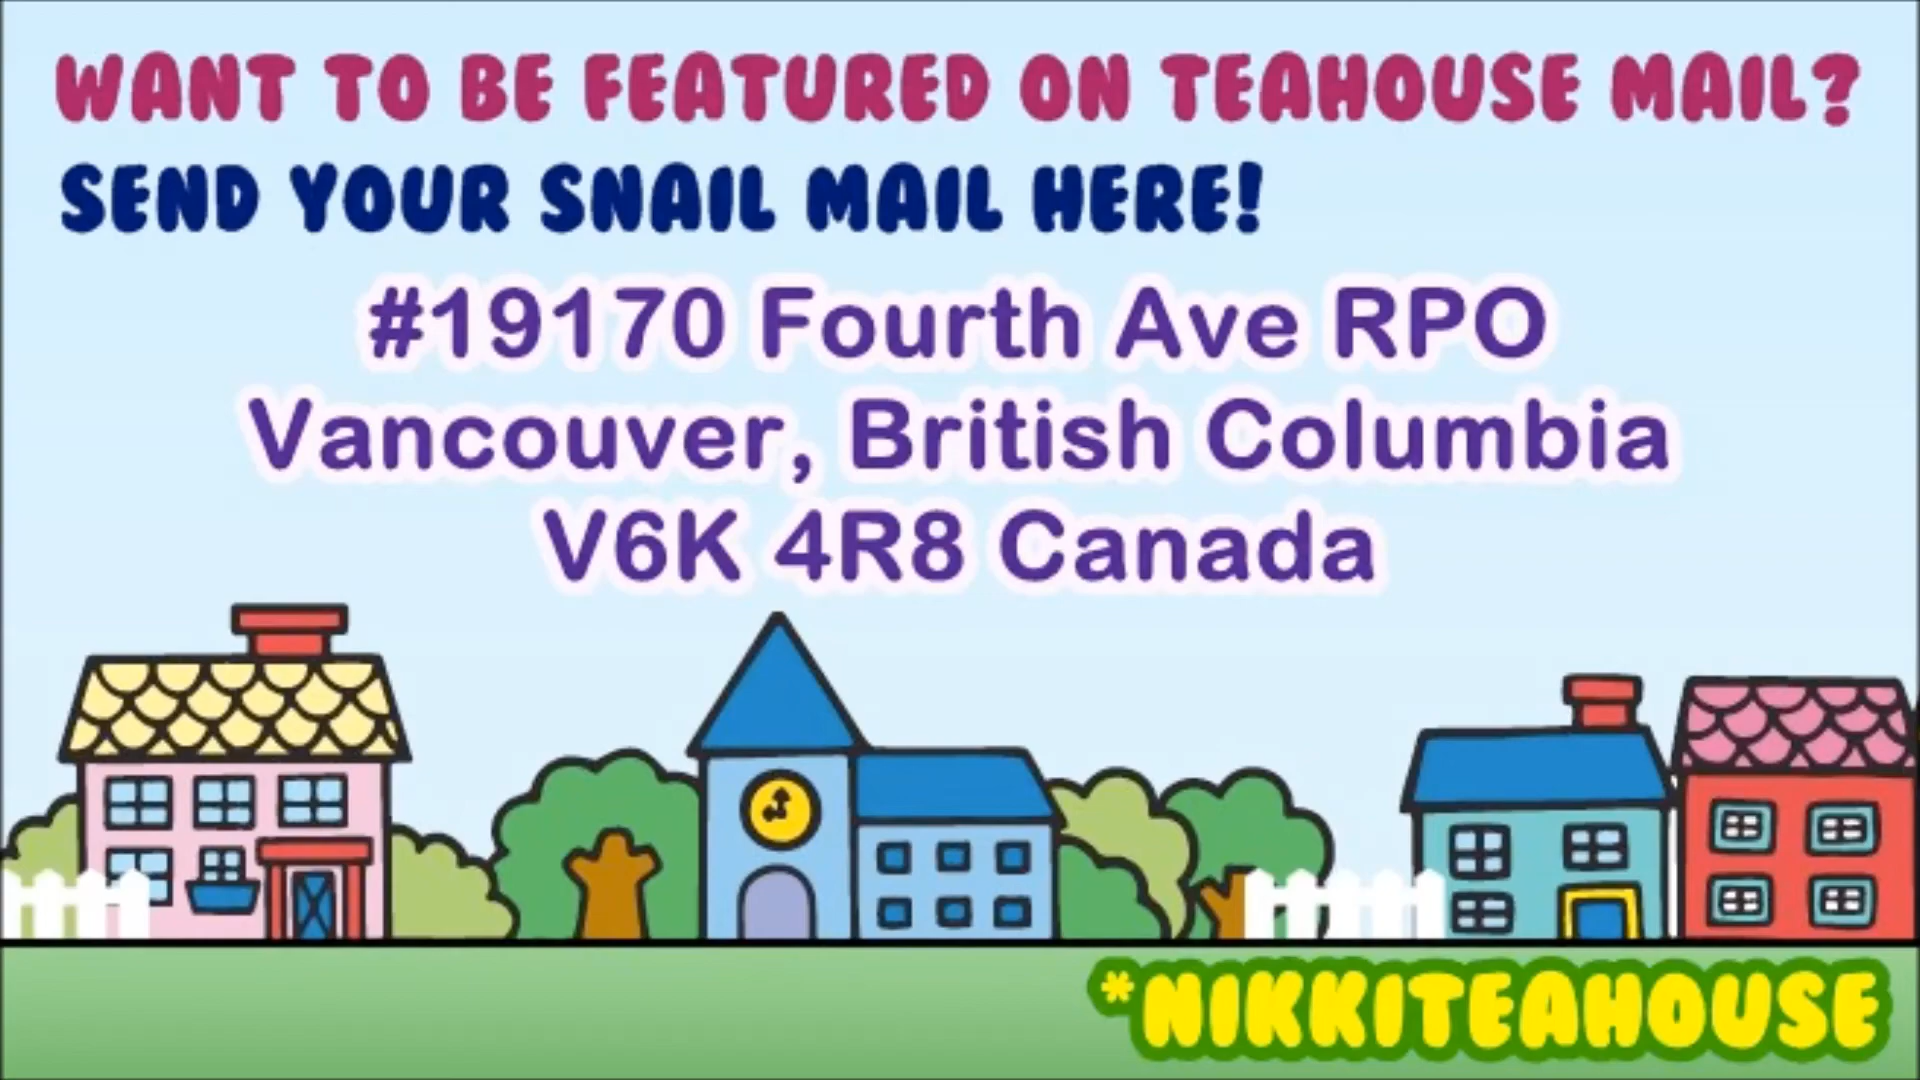 WANT TO BE FEATURED ON TEAHOUSE MAIL?
SEND YOUR SNAIL MAIL HERE!
#19170 Fourth Ave RPO
Vancouver, British Columbia
V6K 4R8 Canada
*NIKKITEAHOUSE